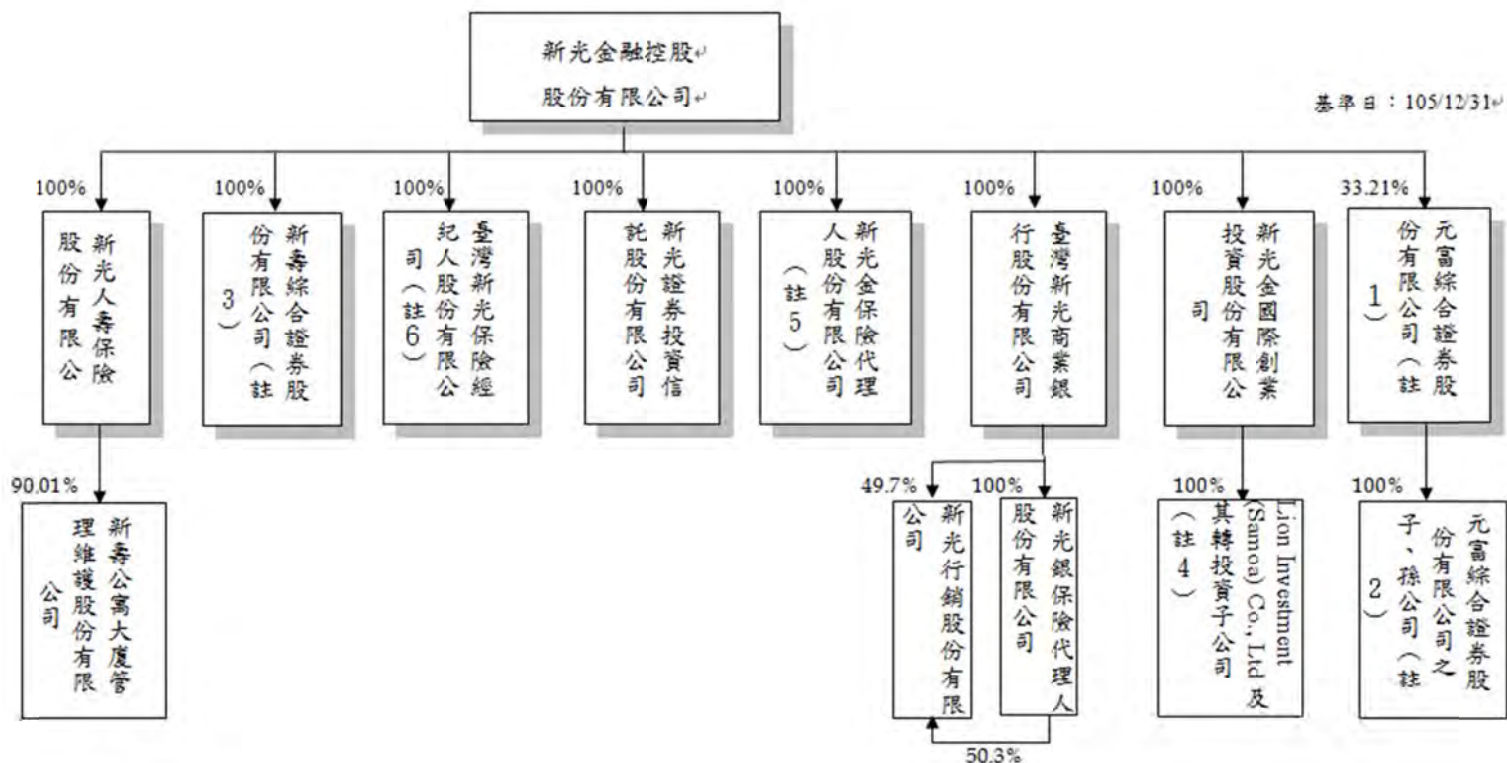 新光金融控股
股份有限公司
基準日：105/12/31
100%
100%
100%
100%
100%
100%
100%
33.21%
新光人壽保險
股份有限公
新壽綜合證券股
份有限公司（註
3）
臺灣新光保險經
紀人股份有限公
司（註6）
新光證券投資信
託股份有限公司
新光金保險代理
人股份有限公司
（註5）
臺灣新光商業銀
行股份有限公司
新光金國際創業
投資股份有限公
司
元富綜合證券股
份有限公司（註
1）
90.01%
49.7%
100%
100%
100%
新壽公寓大廈管
理維護股份有限
公司
新光行銷股份有限
公司
新光銀保險代理人
股份有限公司
Lion Investment
(Samoa) Co., Ltd 及
其轉投資子公司
（註4）
元富綜合證券股
份有限公司之
子、孫公司（註
2）
50.3%